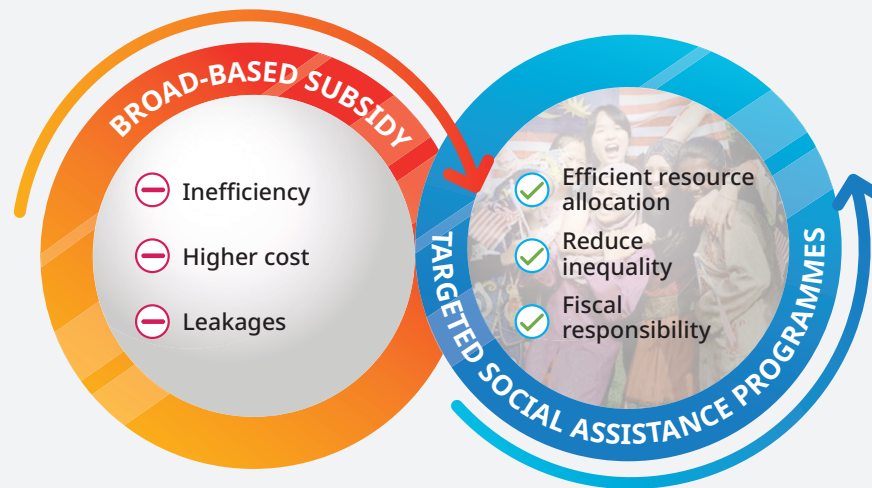 BROAD-BASED SUBSIDY
Inefficiency
Higher cost
Leakages
TARGETED SOCIAL ASSISTANCE PROGRAMMES
Efficient resource
allocation
Reduce
inequality
Fiscal
responsibility